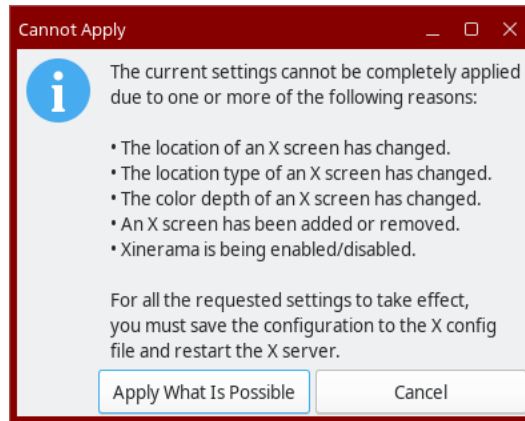 Cannot Apply
The current settings cannot be completely applied
due to one or more of the following reasons:
• The location of an X screen has changed.
• The location type of an X screen has changed.
• The color depth of an X screen has changed.
• An X screen has been added or removed.
• Xinerama is being enabled/disabled.
For all the requested settings to take effect,
you must save the configuration to the X config
file and restart the X server.
Apply What Is Possible
Cancel